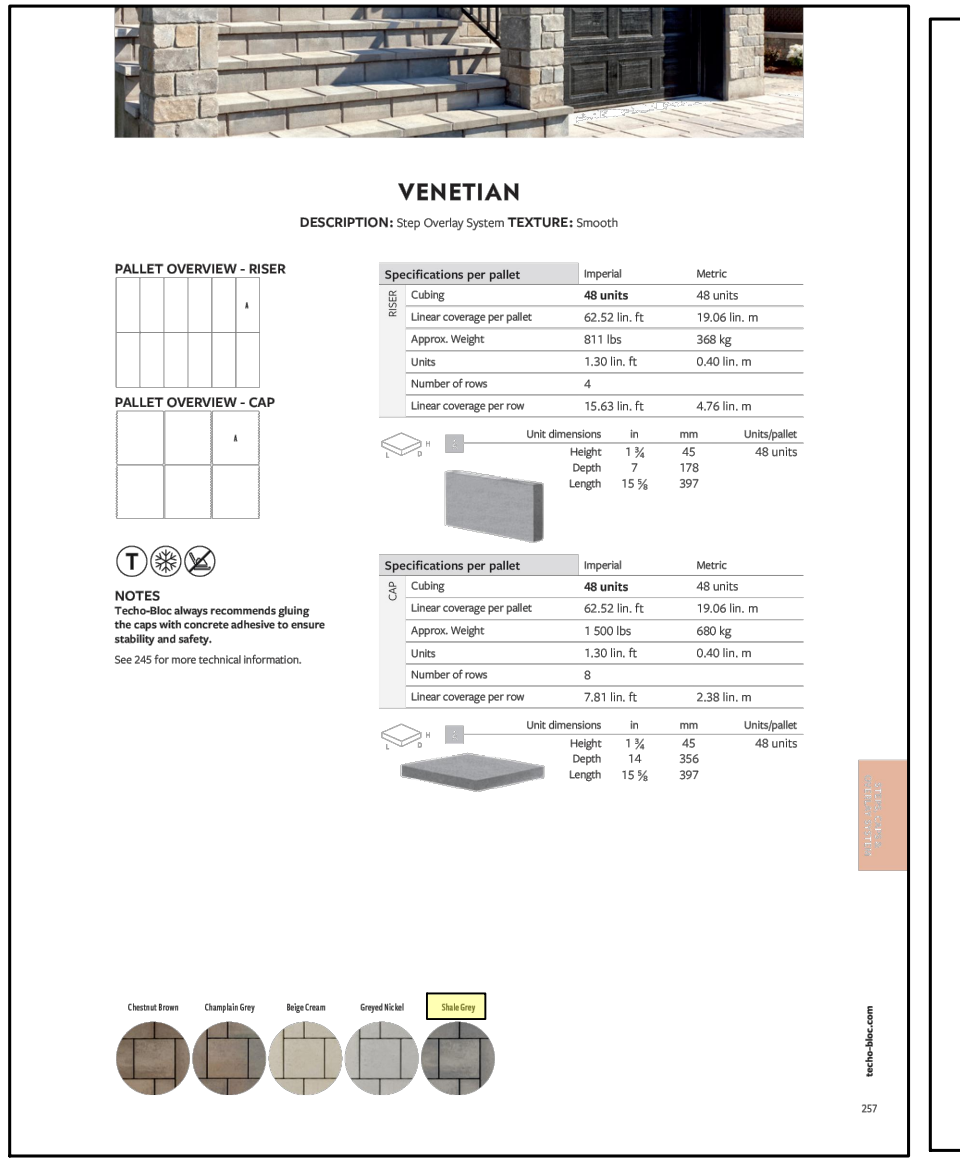 VENETIAN
DESCRIPTION: Step Overlay System TEXTURE: Smooth
PALLET OVERVIEW - RISER
A
PALLET OVERVIEW - CAP
A
T
NOTES
Techo-Bloc always recommends gluing
the caps with concrete adhesive to ensure
stability and safety.
See 245 for more technical information.
Specifications per pallet Imperial Metric
RISER
Cubing 48 units 48 units
Linear coverage per pallet 62.52 lin. ft 19.06 lin. m
Approx. Weight 811 lbs 368 kg
Units 1.30 lin. ft 0.40 lin. m
Number of rows 4
Linear coverage per row 15.63 lin. ft 4.76 lin. m
H
L D
Unit dimensions in mm Units/pallet
Height 1 ¾ 45 48 units
Depth 7 178
Length 15 ⅝ 397
Specifications per pallet Imperial Metric
CAP
Cubing 48 units 48 units
Linear coverage per pallet 62.52 lin. ft 19.06 lin. m
Approx. Weight 1 500 lbs 680 kg
Units 1.30 lin. ft 0.40 lin. m
Number of rows 8
Linear coverage per row 7.81 lin. ft 2.38 lin. m
H
L D
Unit dimensions in mm Units/pallet
Height 1 ¾ 45 48 units
Depth 14 356
Length 15 ⅝ 397
Chestnut Brown Champlain Grey Beige Cream Greyed Nickel Shale Grey
techo-bloc.com
257